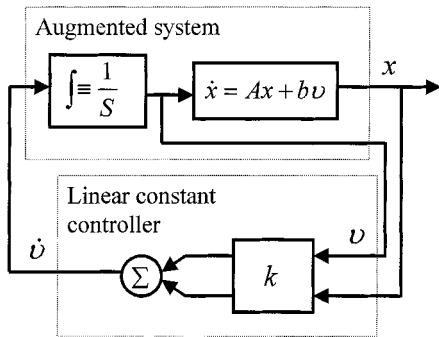 Augmented system
∫ ≡ 1/S
ẋ = Ax + bυ
x
Linear constant
controller
υ̇
Σ
k
υ